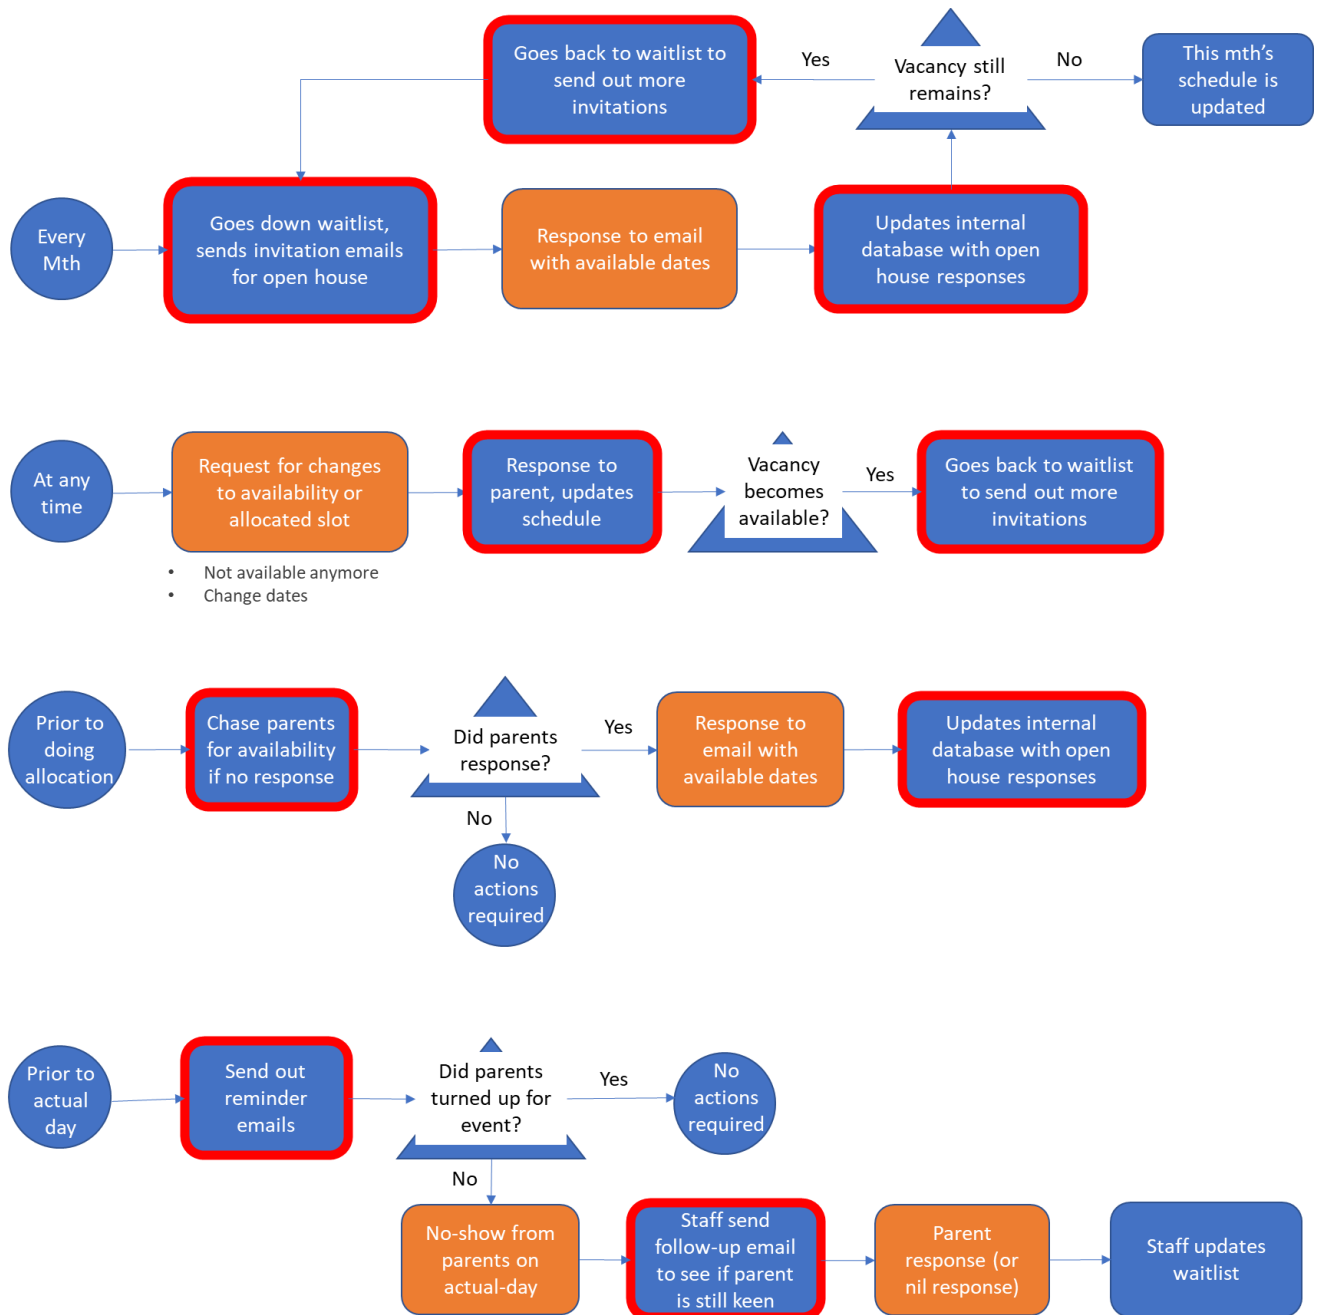 Goes back to waitlist to
send out more
invitations
Yes
Vacancy still
remains?
No
This mth’s
schedule is
updated
Every
Mth
Goes down waitlist,
sends invitation emails
for open house
Response to email
with available dates
Updates internal
database with open
house responses
At any
time
Request for changes
to availability or
allocated slot
Response to
parent, updates
schedule
Vacancy
becomes
available?
Yes
Goes back to waitlist
to send out more
invitations
• Not available anymore
• Change dates
Prior to
doing
allocation
Chase parents
for availability
if no response
Did parents
response?
Yes
Response to
email with
available dates
Updates internal
database with open
house responses
No
No
actions
required
Prior to
actual
day
Send out
reminder
emails
Did parents
turned up for
event?
Yes
No
actions
required
No
No-show from
parents on
actual-day
Staff send
follow-up email
to see if parent
is still keen
Parent
response (or
nil response)
Staff updates
waitlist